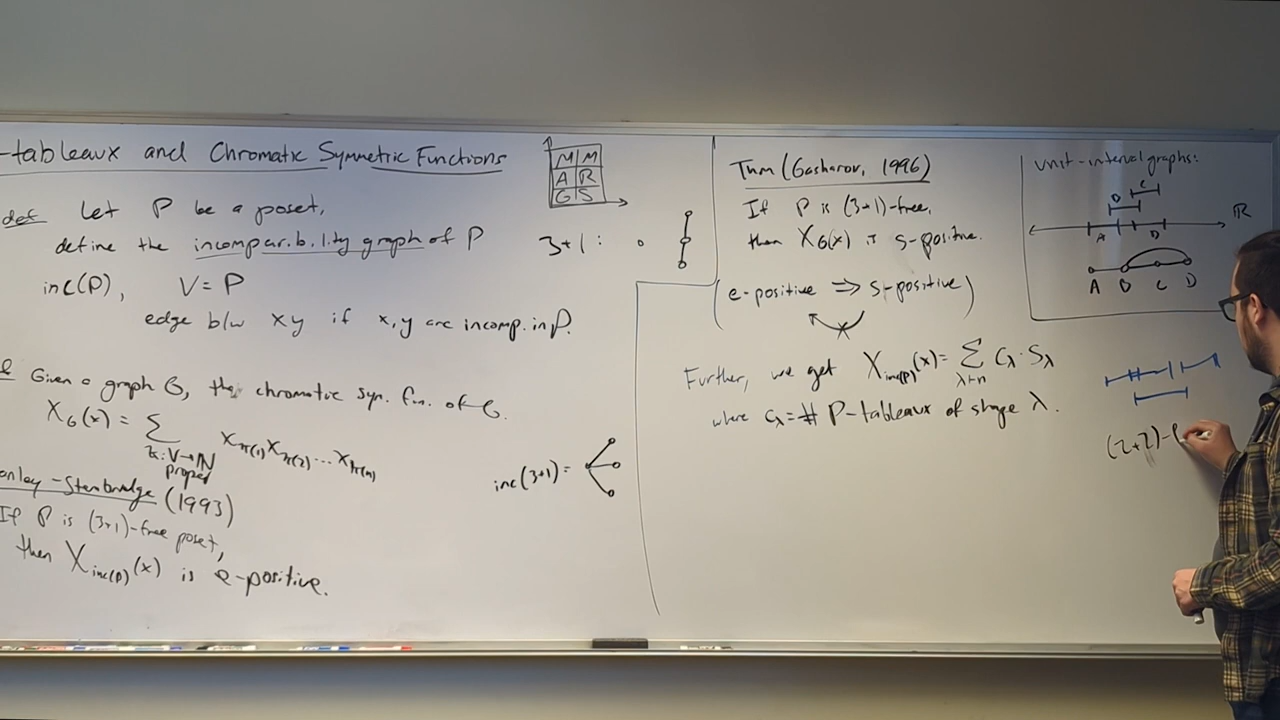 -tableaux and Chromatic Symmetric Functions
def Let P be a poset,
define the incomparability graph of P
inc(P), V = P
edge b/w xy if x,y are incomp. in P.
Given a graph G, the chromatic sym. fn. of G.
X_G(x) = ∑_{κ:V→ℕ proper} x_{κ(1)} x_{κ(2)} ... x_{κ(n)}
anley-Stembridge (1993)
If P is (3+1)-free poset,
then X_{inc(P)}(x) is e-positive.
M M
A R
G S
3+1:
inc(3+1) =
Thm (Gasharov, 1996)
If P is (3+1)-free,
then X_G(x) is s-positive.
(e-positive ⇒ s-positive)
Further, we get X_{inc(P)}(x) = ∑_{λ⊢n} c_λ · s_λ
where c_λ = # P-tableaux of shape λ.
unit-interval graphs:
C
B
ℝ
A D
A B C D
(2+2)-f